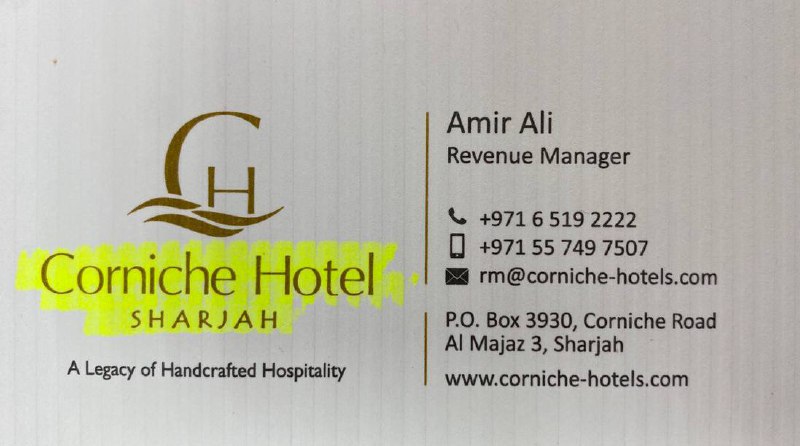 CH
Corniche Hotel
SHARJAH
A Legacy of Handcrafted Hospitality
Amir Ali
Revenue Manager
+971 6 519 2222
+971 55 749 7507
rm@corniche-hotels.com
P.O. Box 3930, Corniche Road
Al Majaz 3, Sharjah
www.corniche-hotels.com